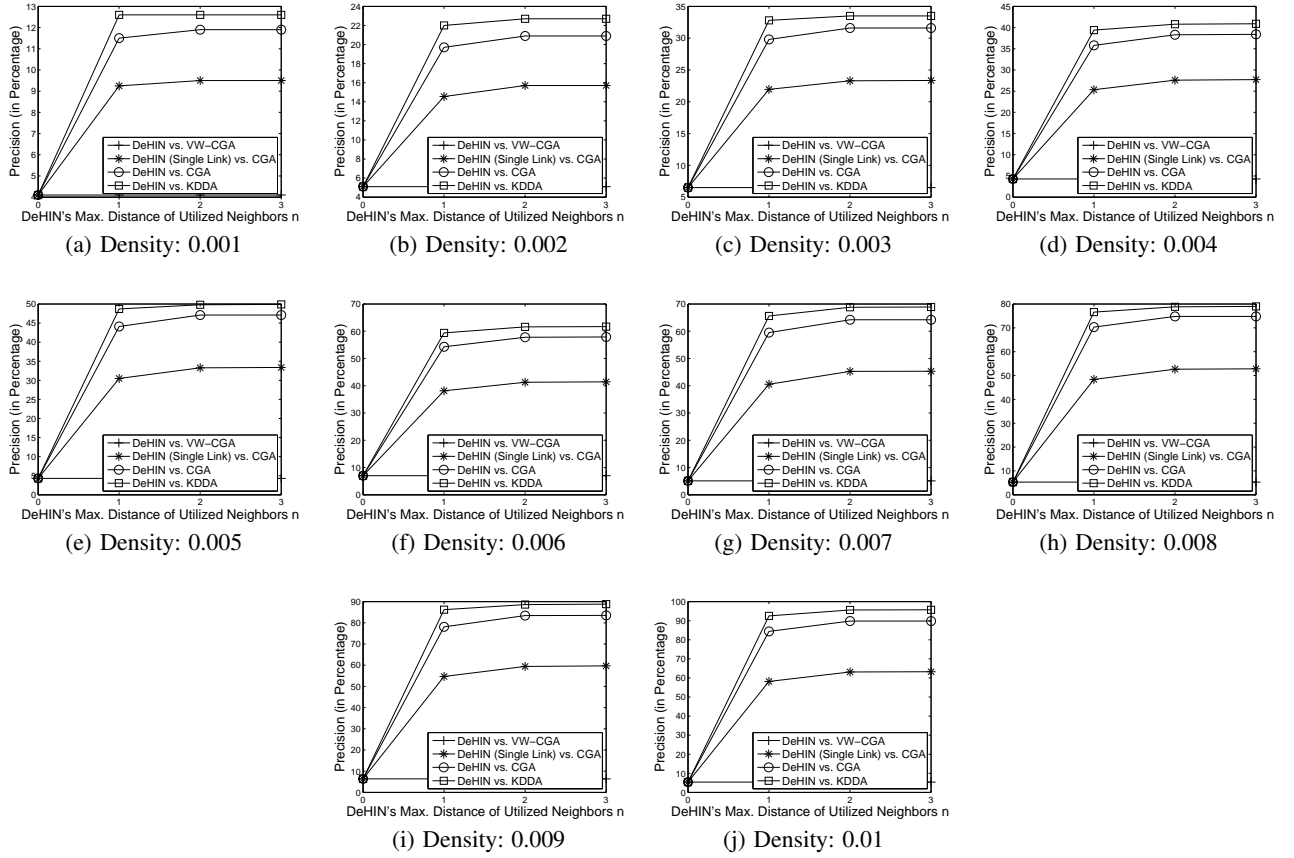 13
12
11
10
9
8
7
6
5
4
0
1
2
3
Precision (in Percentage)
DeHIN vs. VW−CGA
DeHIN (Single Link) vs. CGA
DeHIN vs. CGA
DeHIN vs. KDDA
DeHIN's Max. Distance of Utilized Neighbors n
(a) Density: 0.001
24
22
20
18
16
14
12
10
8
6
4
0
1
2
3
Precision (in Percentage)
DeHIN vs. VW−CGA
DeHIN (Single Link) vs. CGA
DeHIN vs. CGA
DeHIN vs. KDDA
DeHIN's Max. Distance of Utilized Neighbors n
(b) Density: 0.002
35
30
25
20
15
10
5
0
1
2
3
Precision (in Percentage)
DeHIN vs. VW−CGA
DeHIN (Single Link) vs. CGA
DeHIN vs. CGA
DeHIN vs. KDDA
DeHIN's Max. Distance of Utilized Neighbors n
(c) Density: 0.003
45
40
35
30
25
20
15
10
5
0
0
1
2
3
Precision (in Percentage)
DeHIN vs. VW−CGA
DeHIN (Single Link) vs. CGA
DeHIN vs. CGA
DeHIN vs. KDDA
DeHIN's Max. Distance of Utilized Neighbors n
(d) Density: 0.004
50
45
40
35
30
25
20
15
10
5
0
0
1
2
3
Precision (in Percentage)
DeHIN vs. VW−CGA
DeHIN (Single Link) vs. CGA
DeHIN vs. CGA
DeHIN vs. KDDA
DeHIN's Max. Distance of Utilized Neighbors n
(e) Density: 0.005
70
60
50
40
30
20
10
0
0
1
2
3
Precision (in Percentage)
DeHIN vs. VW−CGA
DeHIN (Single Link) vs. CGA
DeHIN vs. CGA
DeHIN vs. KDDA
DeHIN's Max. Distance of Utilized Neighbors n
(f) Density: 0.006
70
60
50
40
30
20
10
0
0
1
2
3
Precision (in Percentage)
DeHIN vs. VW−CGA
DeHIN (Single Link) vs. CGA
DeHIN vs. CGA
DeHIN vs. KDDA
DeHIN's Max. Distance of Utilized Neighbors n
(g) Density: 0.007
80
70
60
50
40
30
20
10
0
0
1
2
3
Precision (in Percentage)
DeHIN vs. VW−CGA
DeHIN (Single Link) vs. CGA
DeHIN vs. CGA
DeHIN vs. KDDA
DeHIN's Max. Distance of Utilized Neighbors n
(h) Density: 0.008
90
80
70
60
50
40
30
20
10
0
0
1
2
3
Precision (in Percentage)
DeHIN vs. VW−CGA
DeHIN (Single Link) vs. CGA
DeHIN vs. CGA
DeHIN vs. KDDA
DeHIN's Max. Distance of Utilized Neighbors n
(i) Density: 0.009
100
90
80
70
60
50
40
30
20
10
0
0
1
2
3
Precision (in Percentage)
DeHIN vs. VW−CGA
DeHIN (Single Link) vs. CGA
DeHIN vs. CGA
DeHIN vs. KDDA
DeHIN's Max. Distance of Utilized Neighbors n
(j) Density: 0.01